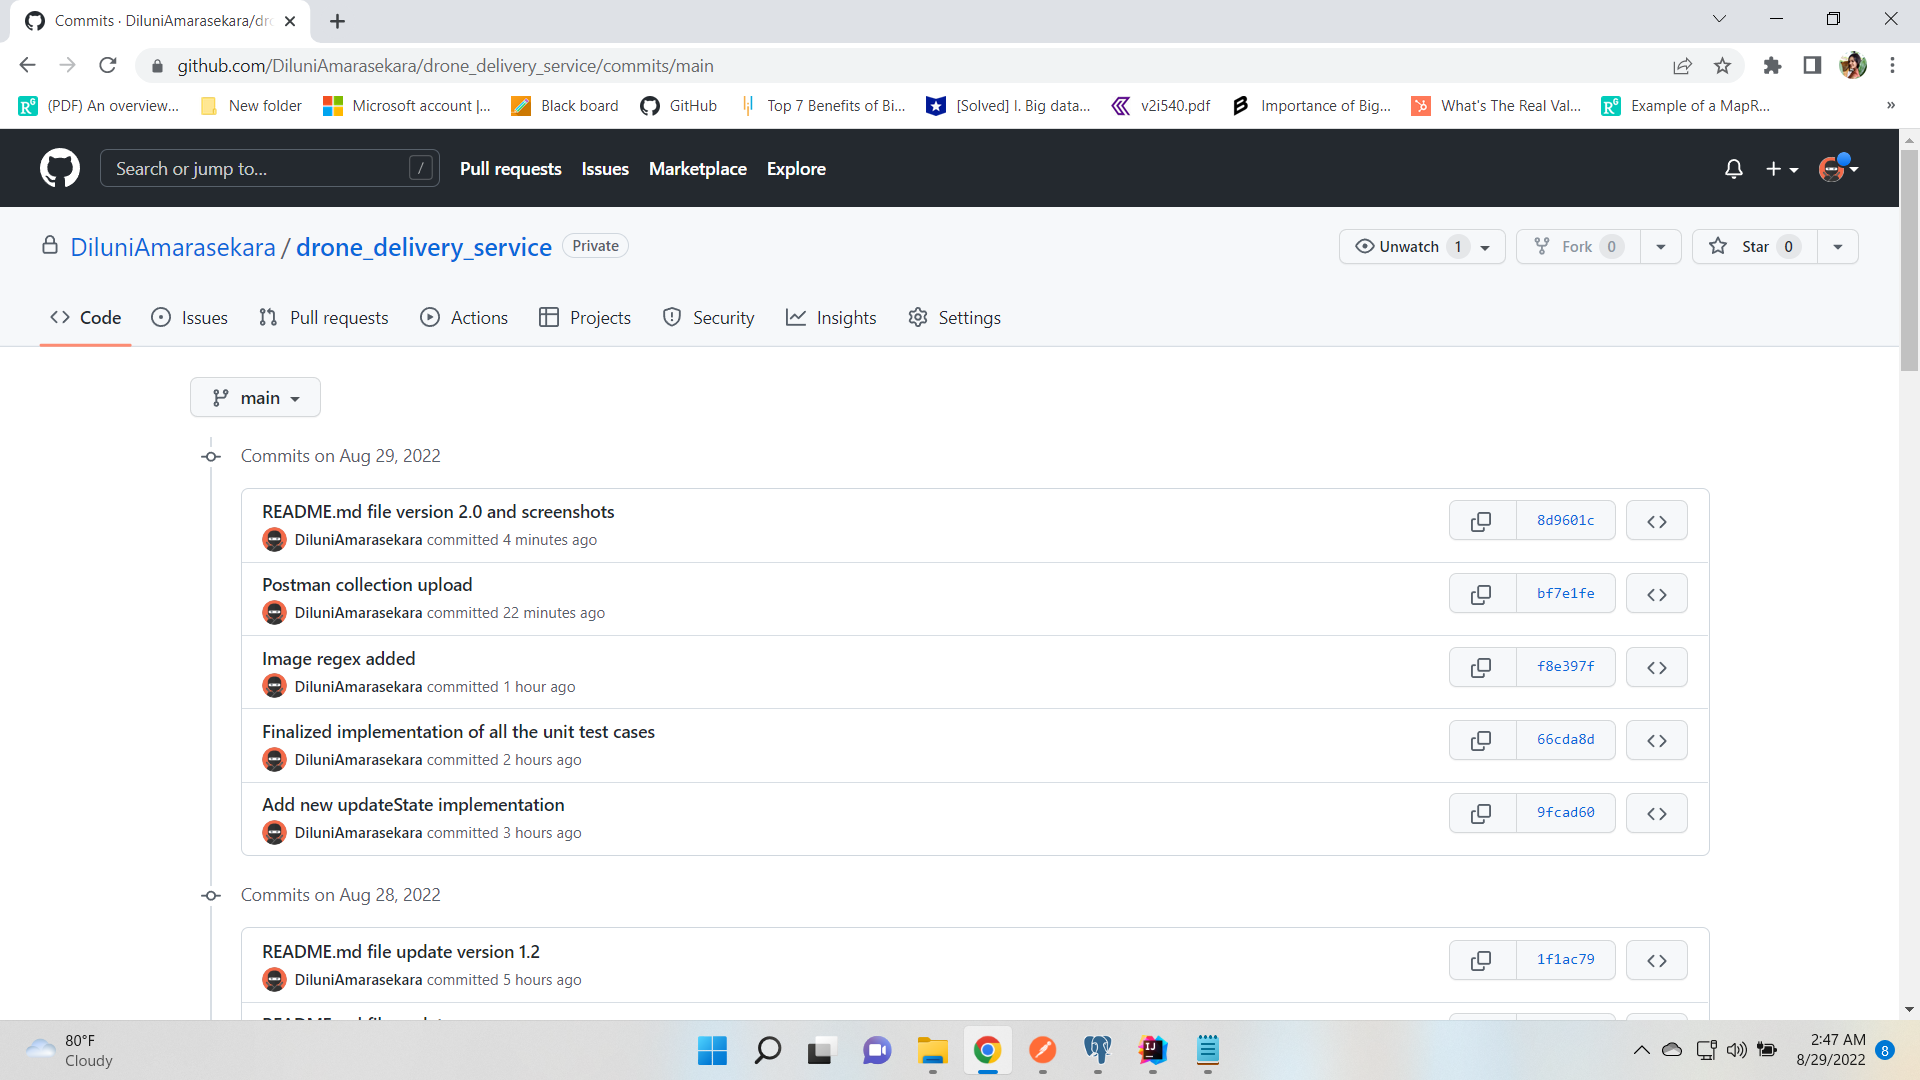 Commits · DiluniAmarasekara/dro
github.com/DiluniAmarasekara/drone_delivery_service/commits/main
(PDF) An overview... New folder Microsoft account |... Black board GitHub Top 7 Benefits of Bi... [Solved] I. Big data... v2i540.pdf Importance of Big... What's The Real Val... Example of a MapR... »
Search or jump to... / Pull requests Issues Marketplace Explore
DiluniAmarasekara / drone_delivery_service Private Unwatch 1 Fork 0 Star 0
Code Issues Pull requests Actions Projects Security Insights Settings
main
Commits on Aug 29, 2022
README.md file version 2.0 and screenshots 8d9601c
DiluniAmarasekara committed 4 minutes ago
Postman collection upload bf7e1fe
DiluniAmarasekara committed 22 minutes ago
Image regex added f8e397f
DiluniAmarasekara committed 1 hour ago
Finalized implementation of all the unit test cases 66cda8d
DiluniAmarasekara committed 2 hours ago
Add new updateState implementation 9fcad60
DiluniAmarasekara committed 3 hours ago
Commits on Aug 28, 2022
README.md file update version 1.2 1f1ac79
DiluniAmarasekara committed 5 hours ago
80°F
Cloudy
2:47 AM
8/29/2022 8